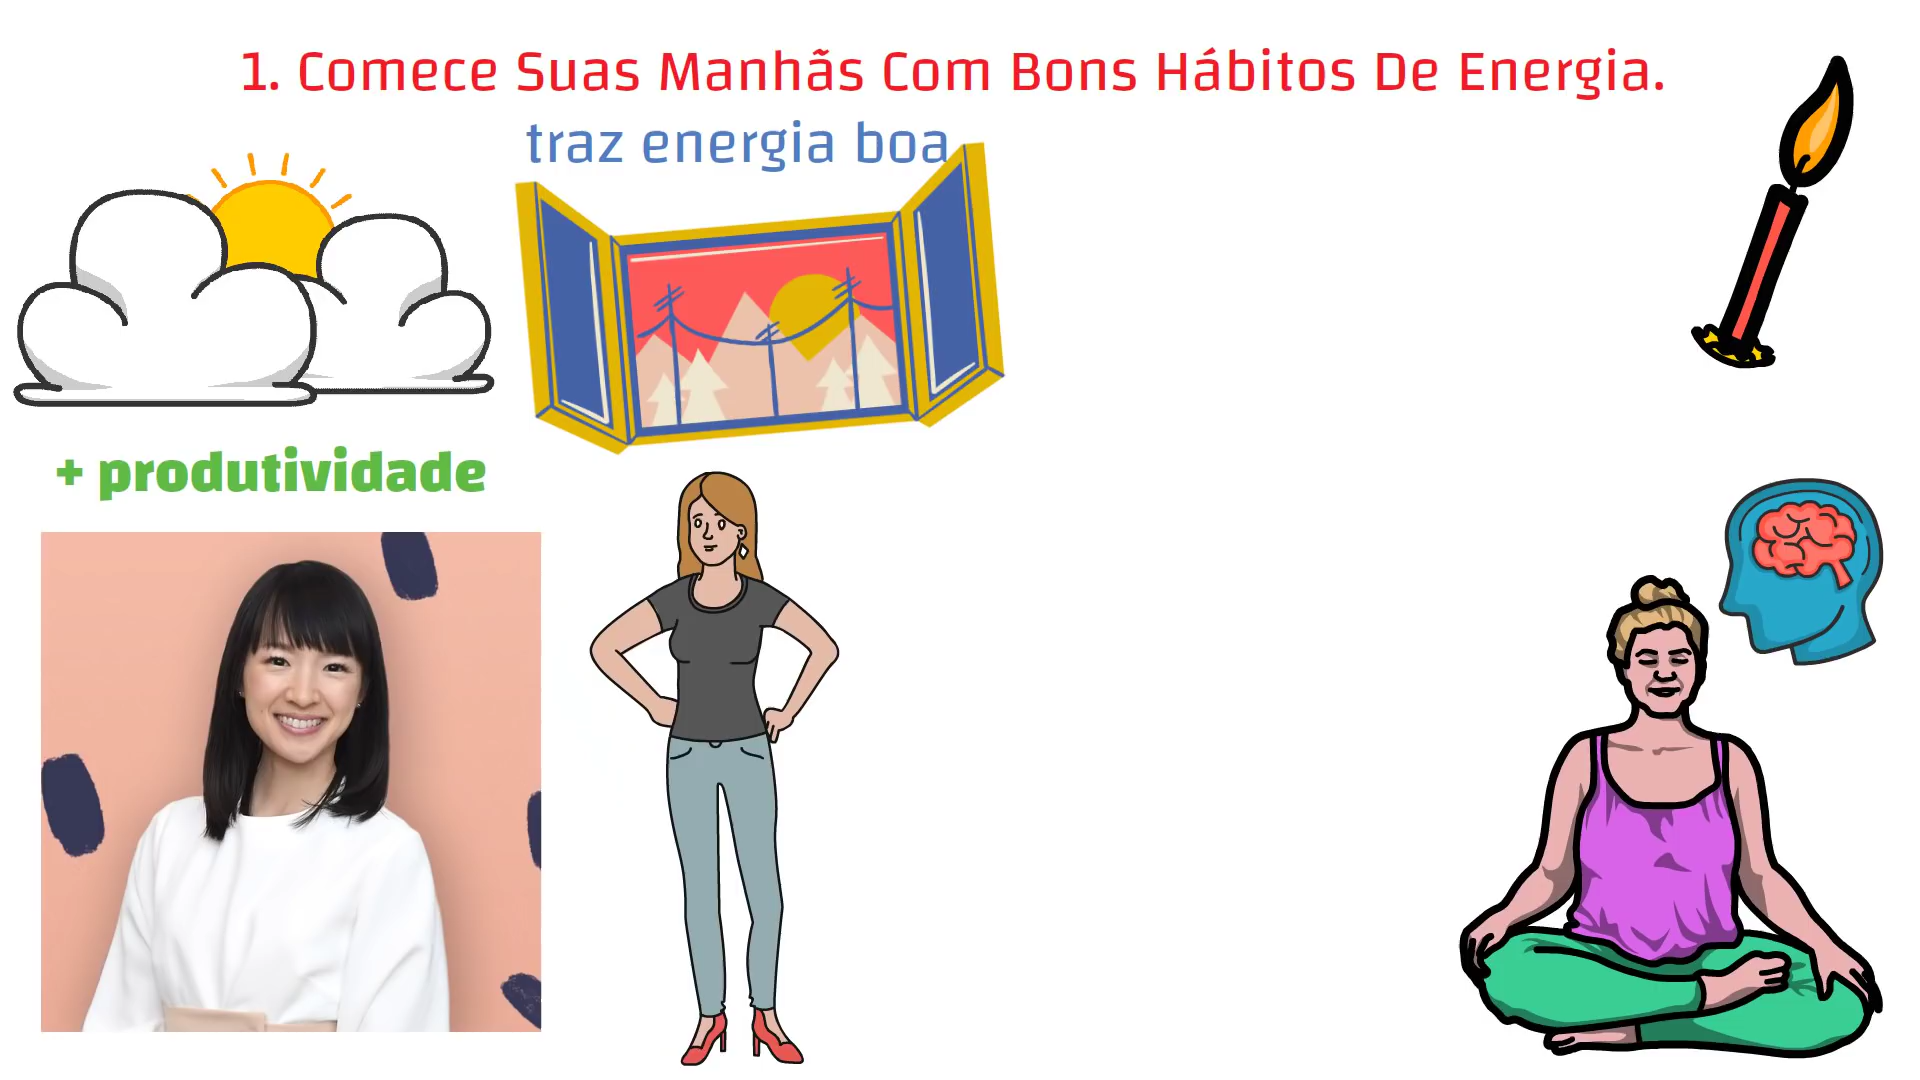 1. Comece Suas Manhãs Com Bons Hábitos De Energia.
traz energia boa
+ produtividade